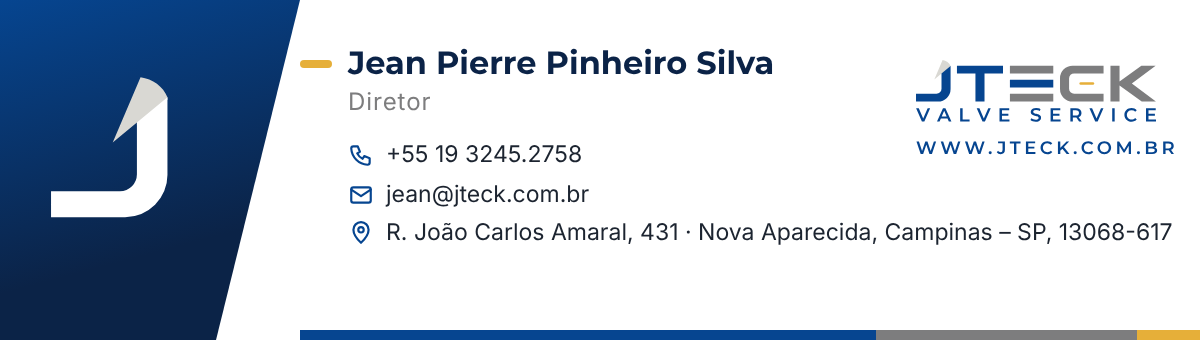 Jean Pierre Pinheiro Silva
Diretor
+55 19 3245.2758
jean@jteck.com.br
R. João Carlos Amaral, 431 · Nova Aparecida, Campinas – SP, 13068-617
JTECK
VALVE SERVICE
WWW.JTECK.COM.BR